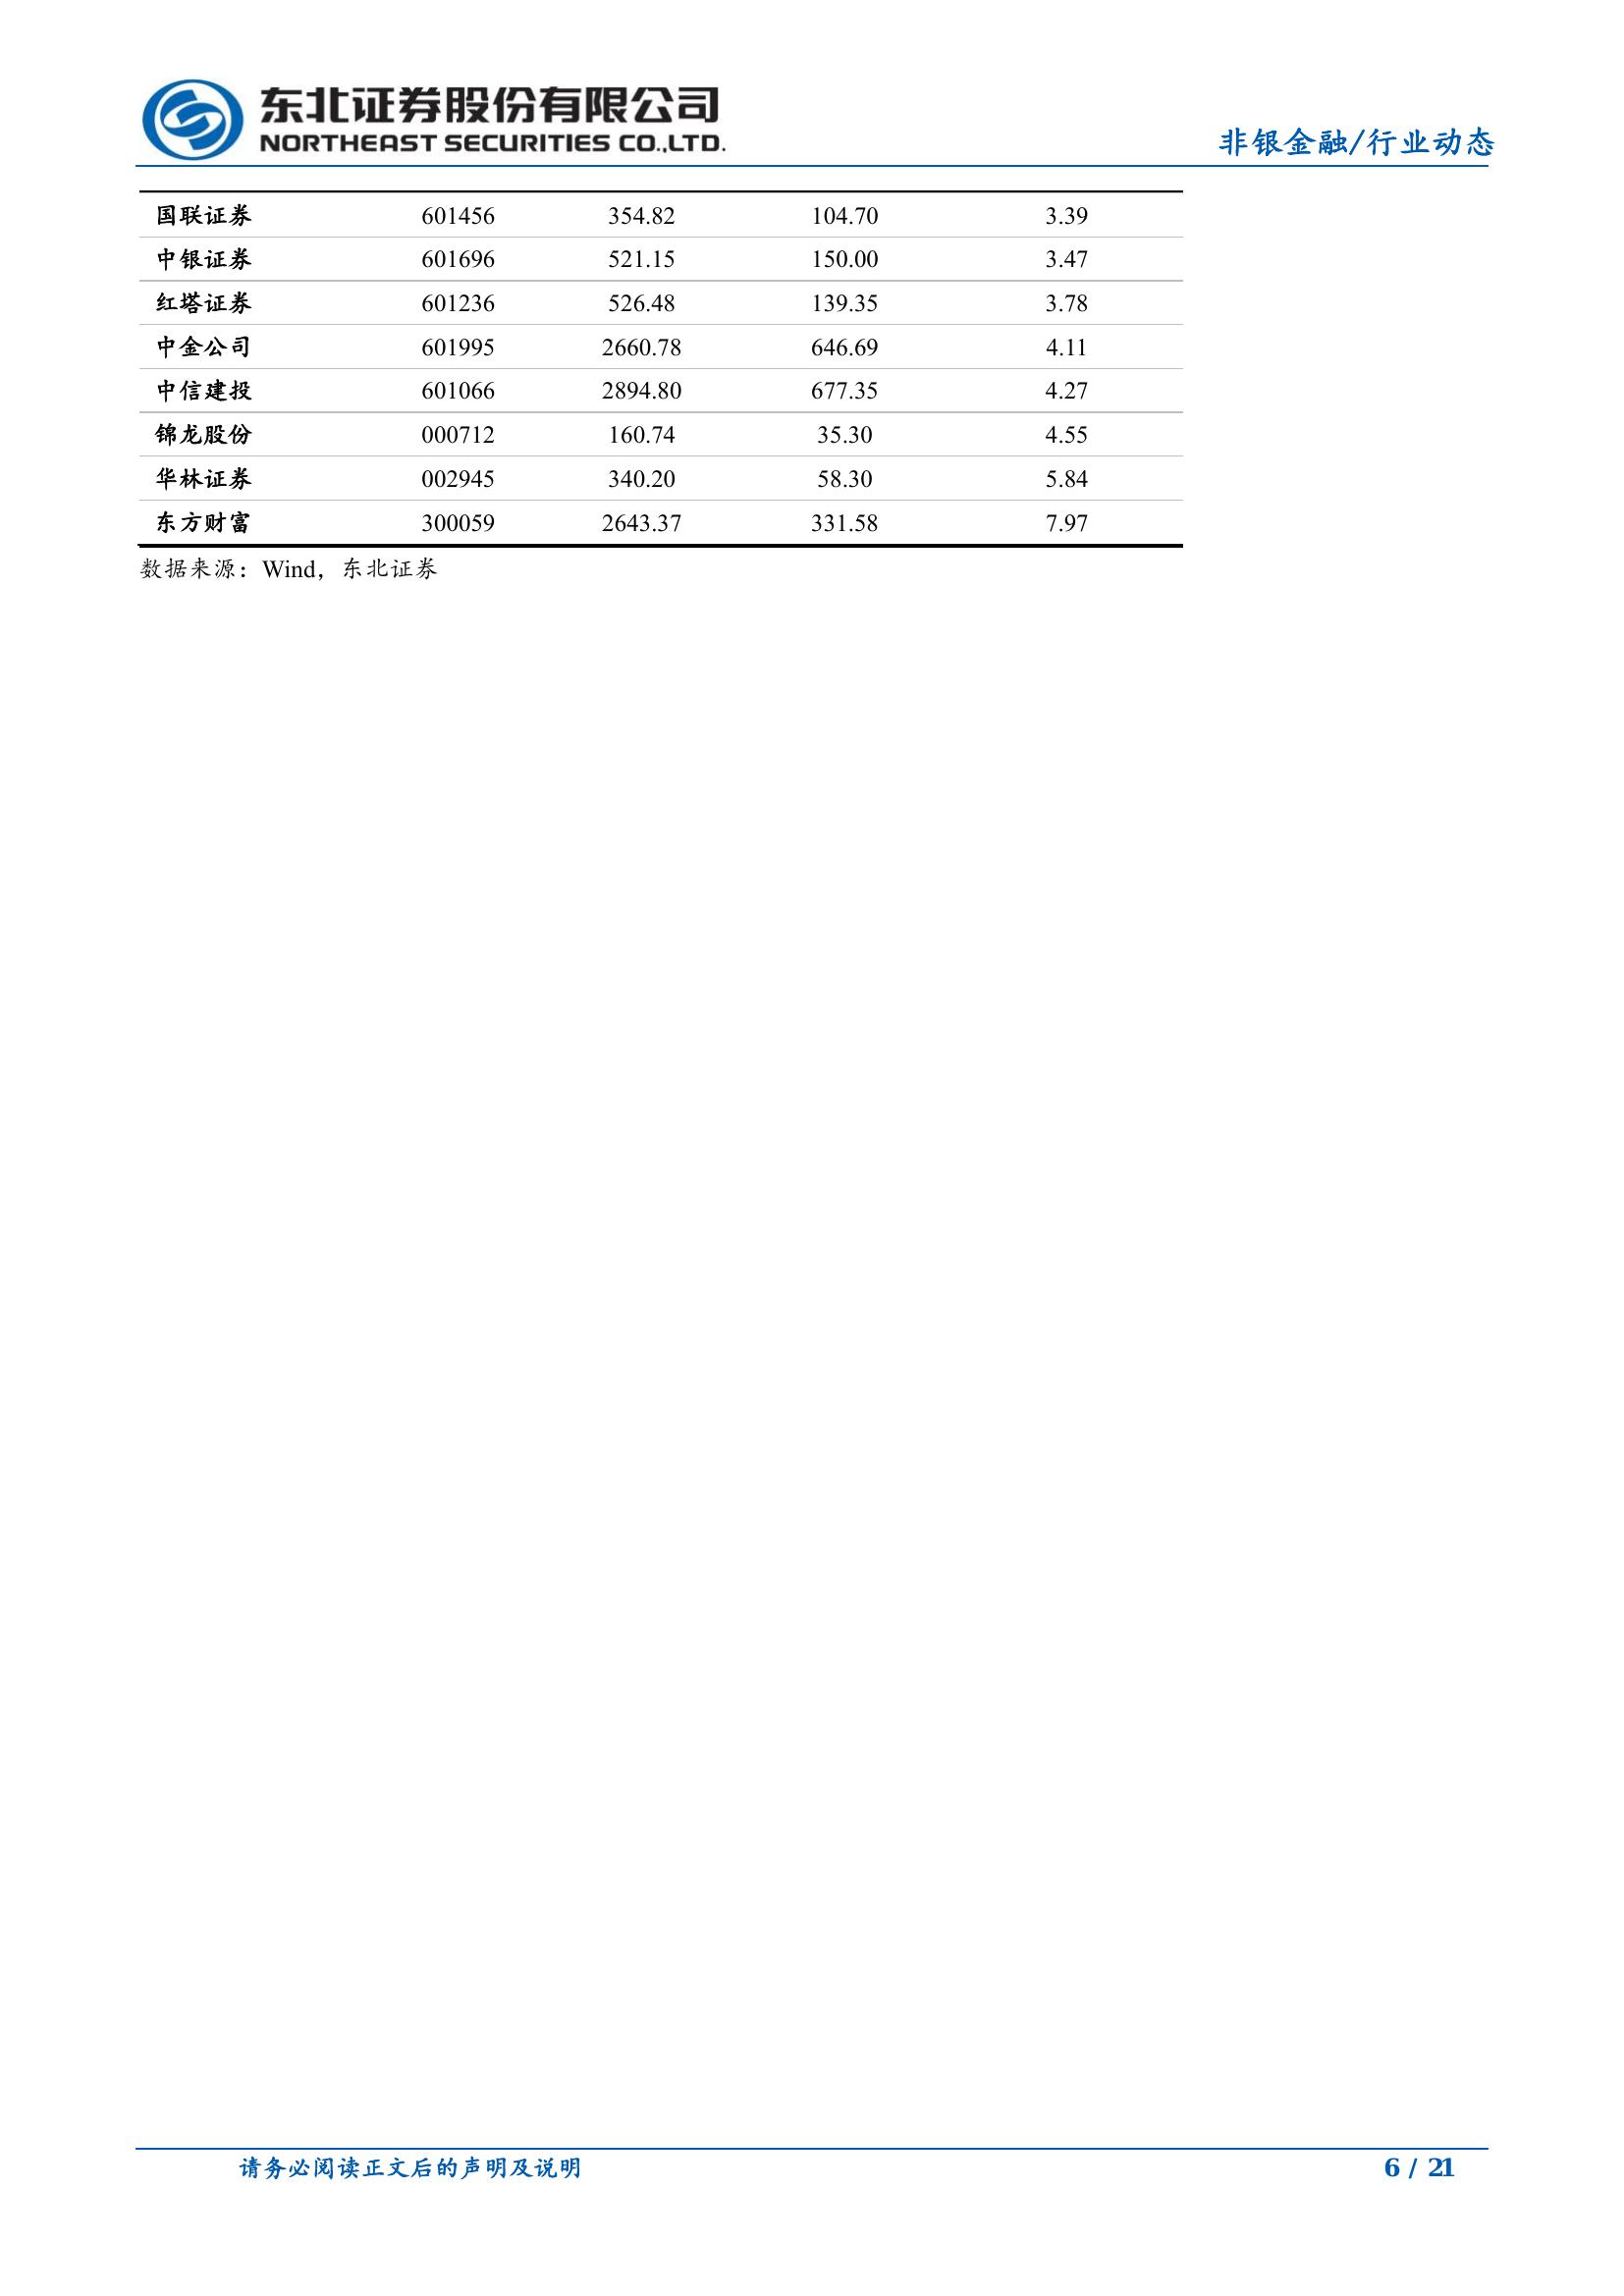 东北证券股份有限公司
NORTHEAST SECURITIES CO.,LTD.
非银金融/行业动态
国联证券 601456 354.82 104.70 3.39
中银证券 601696 521.15 150.00 3.47
红塔证券 601236 526.48 139.35 3.78
中金公司 601995 2660.78 646.69 4.11
中信建投 601066 2894.80 677.35 4.27
锦龙股份 000712 160.74 35.30 4.55
华林证券 002945 340.20 58.30 5.84
东方财富 300059 2643.37 331.58 7.97
数据来源：Wind，东北证券
请务必阅读正文后的声明及说明 6 / 21